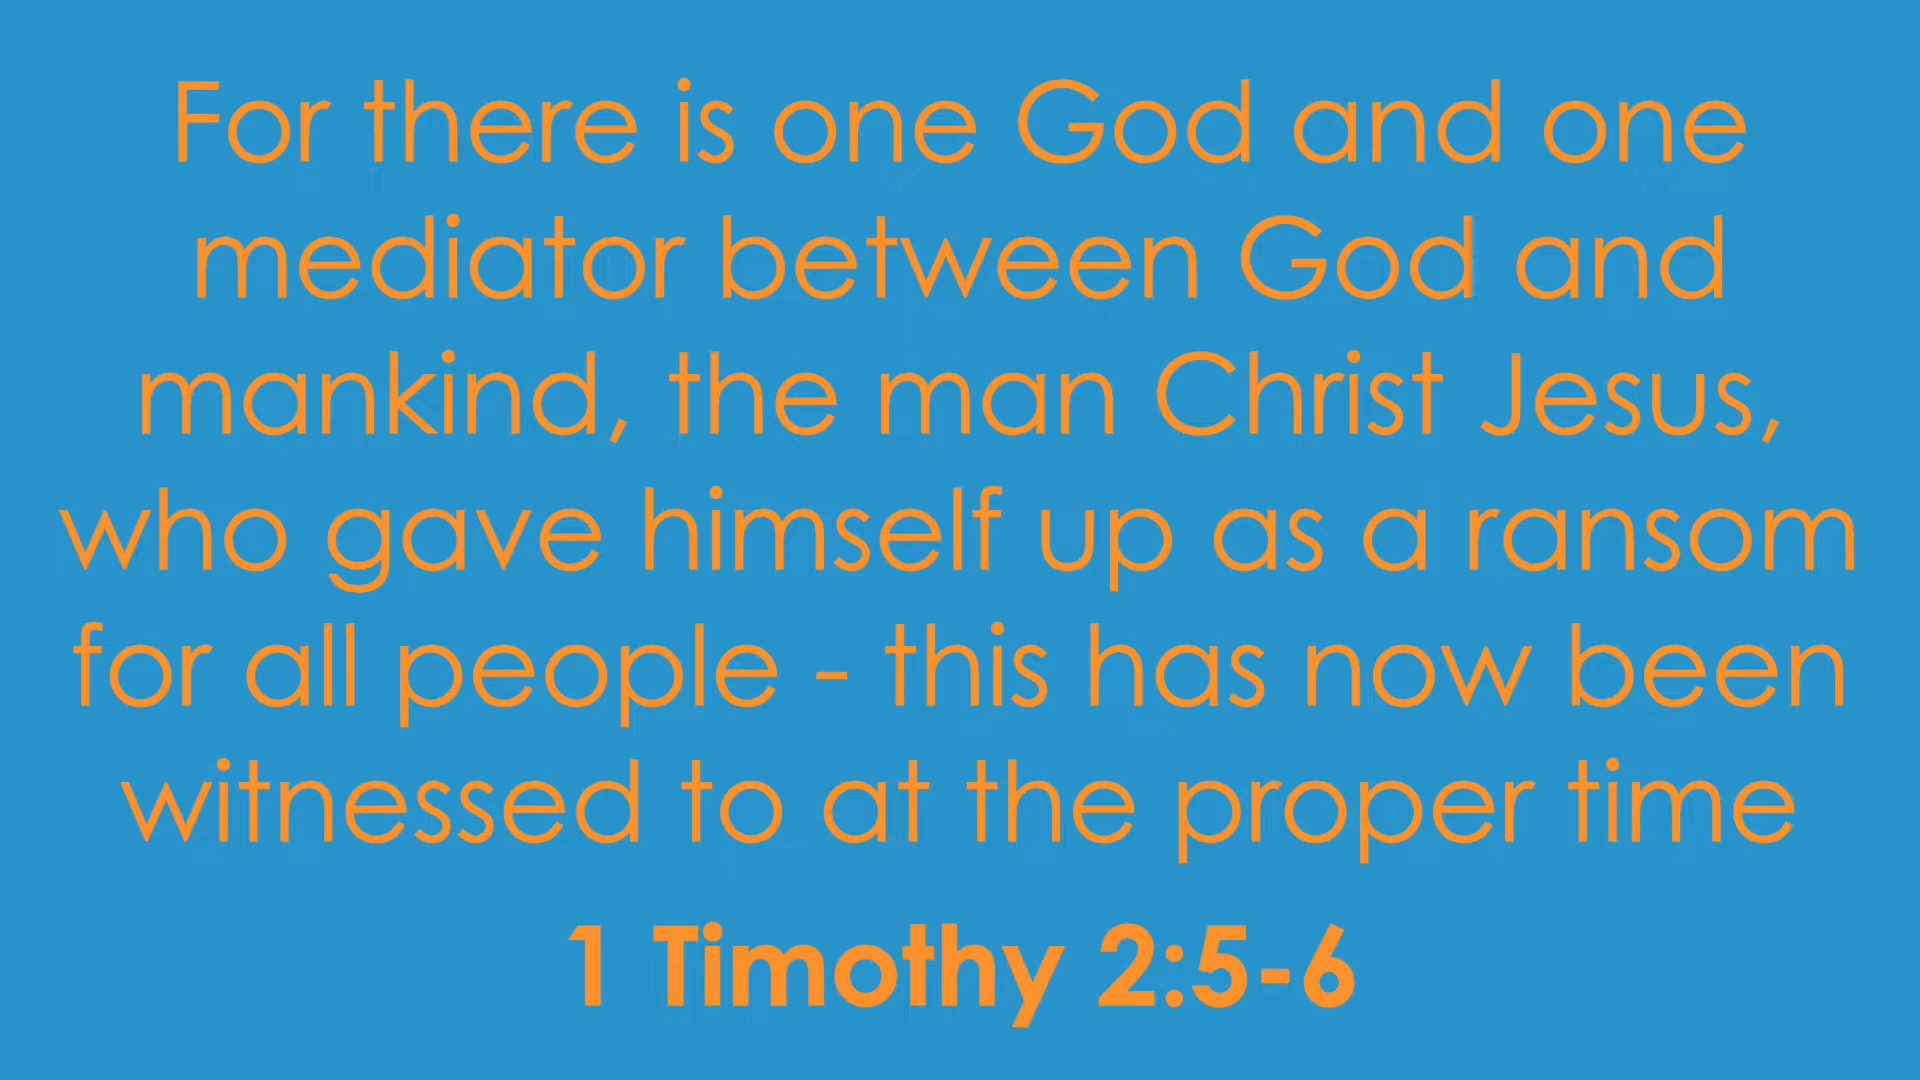 For there is one God and one
mediator between God and
mankind, the man Christ Jesus,
who gave himself up as a ransom
for all people - this has now been
witnessed to at the proper time
1 Timothy 2:5-6